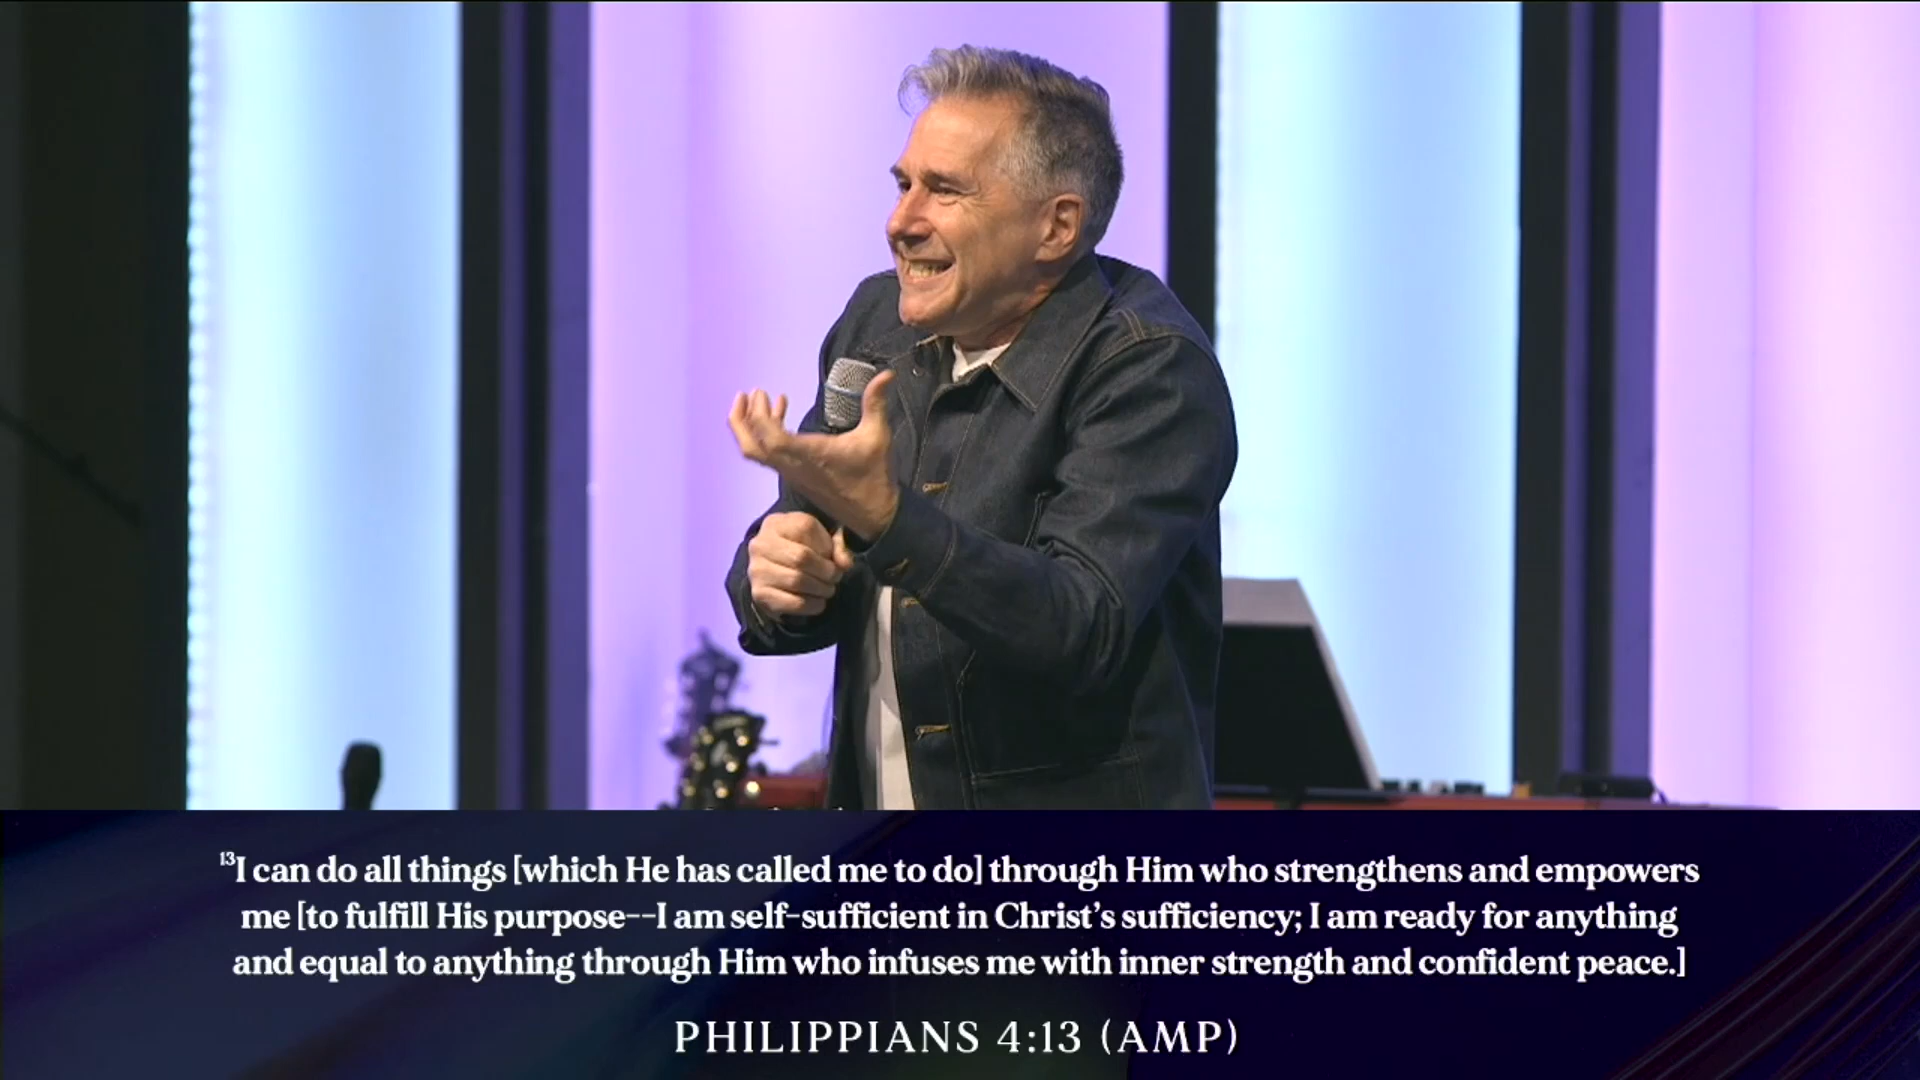 ¹³I can do all things [which He has called me to do] through Him who strengthens and empowers
me [to fulfill His purpose--I am self-sufficient in Christ's sufficiency; I am ready for anything
and equal to anything through Him who infuses me with inner strength and confident peace.]
PHILIPPIANS 4:13 (AMP)